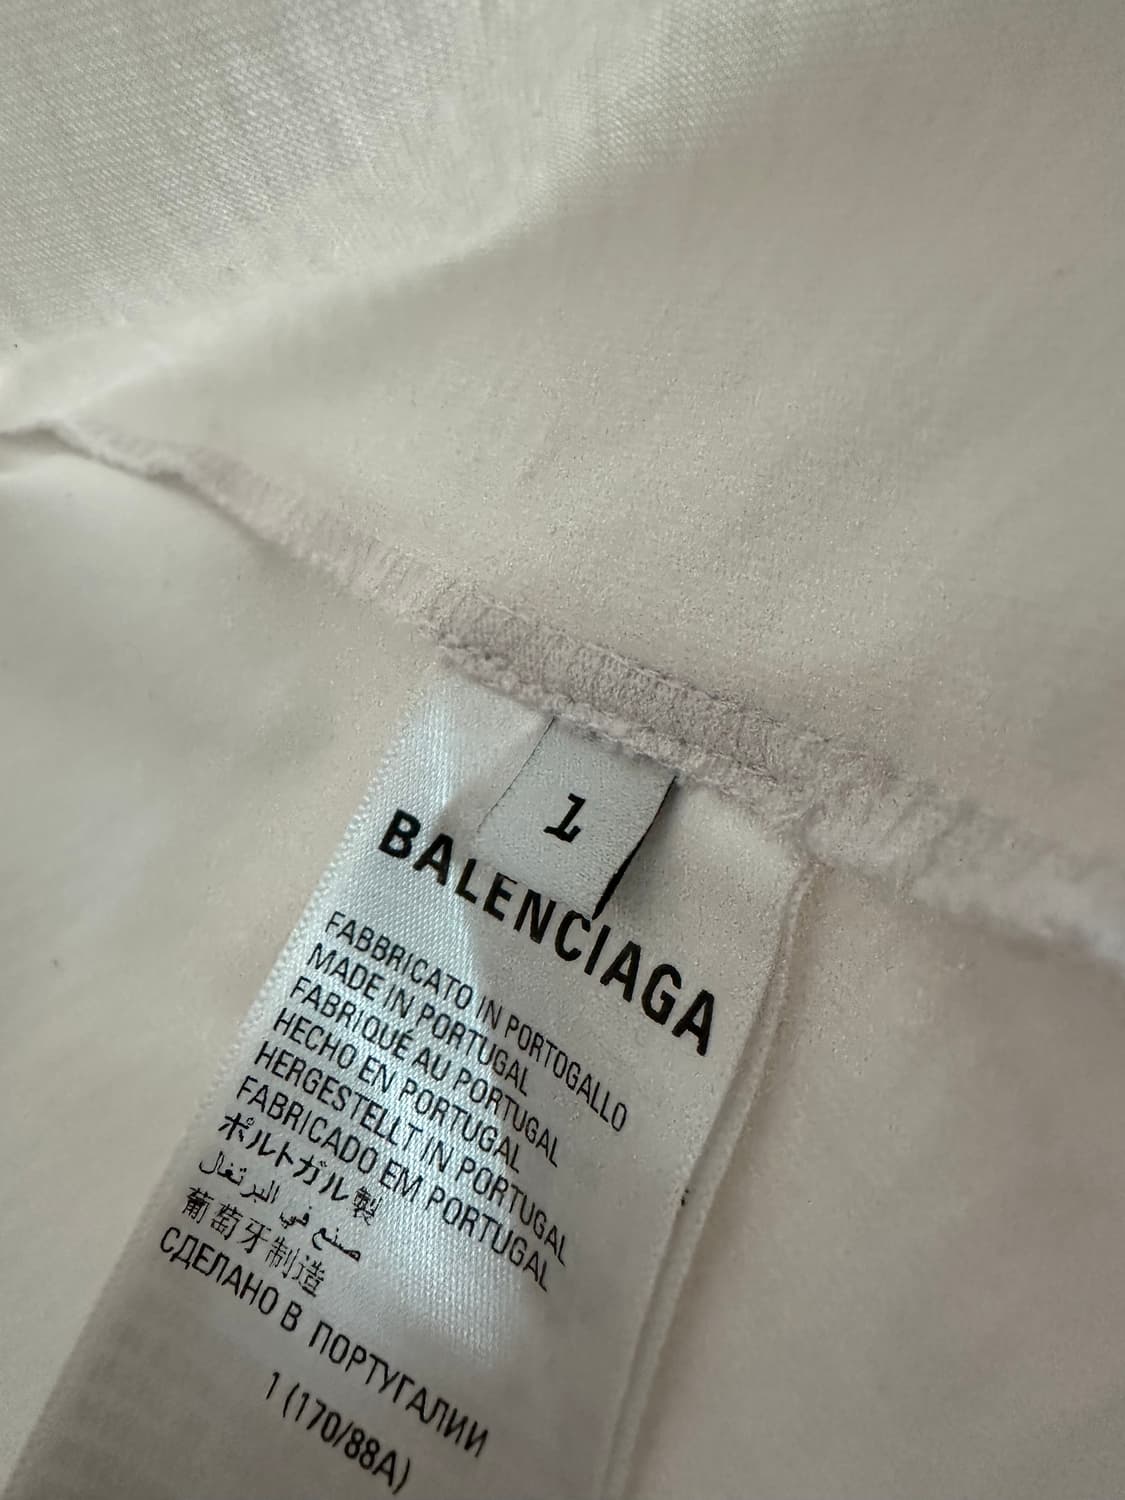 1
BALENCIAGA
FABBRICATO IN PORTOGALLO
MADE IN PORTUGAL
FABRIQUÉ AU PORTUGAL
HECHO EN PORTUGAL
HERGESTELLT IN PORTUGAL
FABRICADO EM PORTUGAL
ポルトガル製
صنع في البرتغال
葡萄牙制造
СДЕЛАНО В ПОРТУГАЛИИ
1 (170/88A)